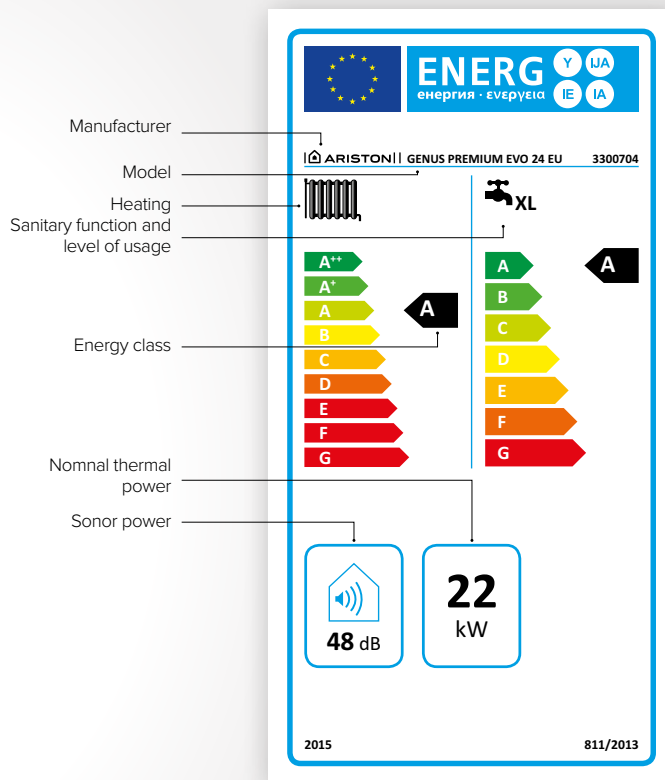 ENERG
Y IJA
IE IA
енергия · ενεργεια
Manufacturer
ARISTON GENUS PREMIUM EVO 24 EU 3300704
Model
Heating
Sanitary function and
level of usage
XL
A++
A+
A
B
C
D
E
F
G
A
A
B
C
D
E
F
G
A
Energy class
Nomnal thermal
power
Sonor power
48 dB
22
kW
2015 811/2013